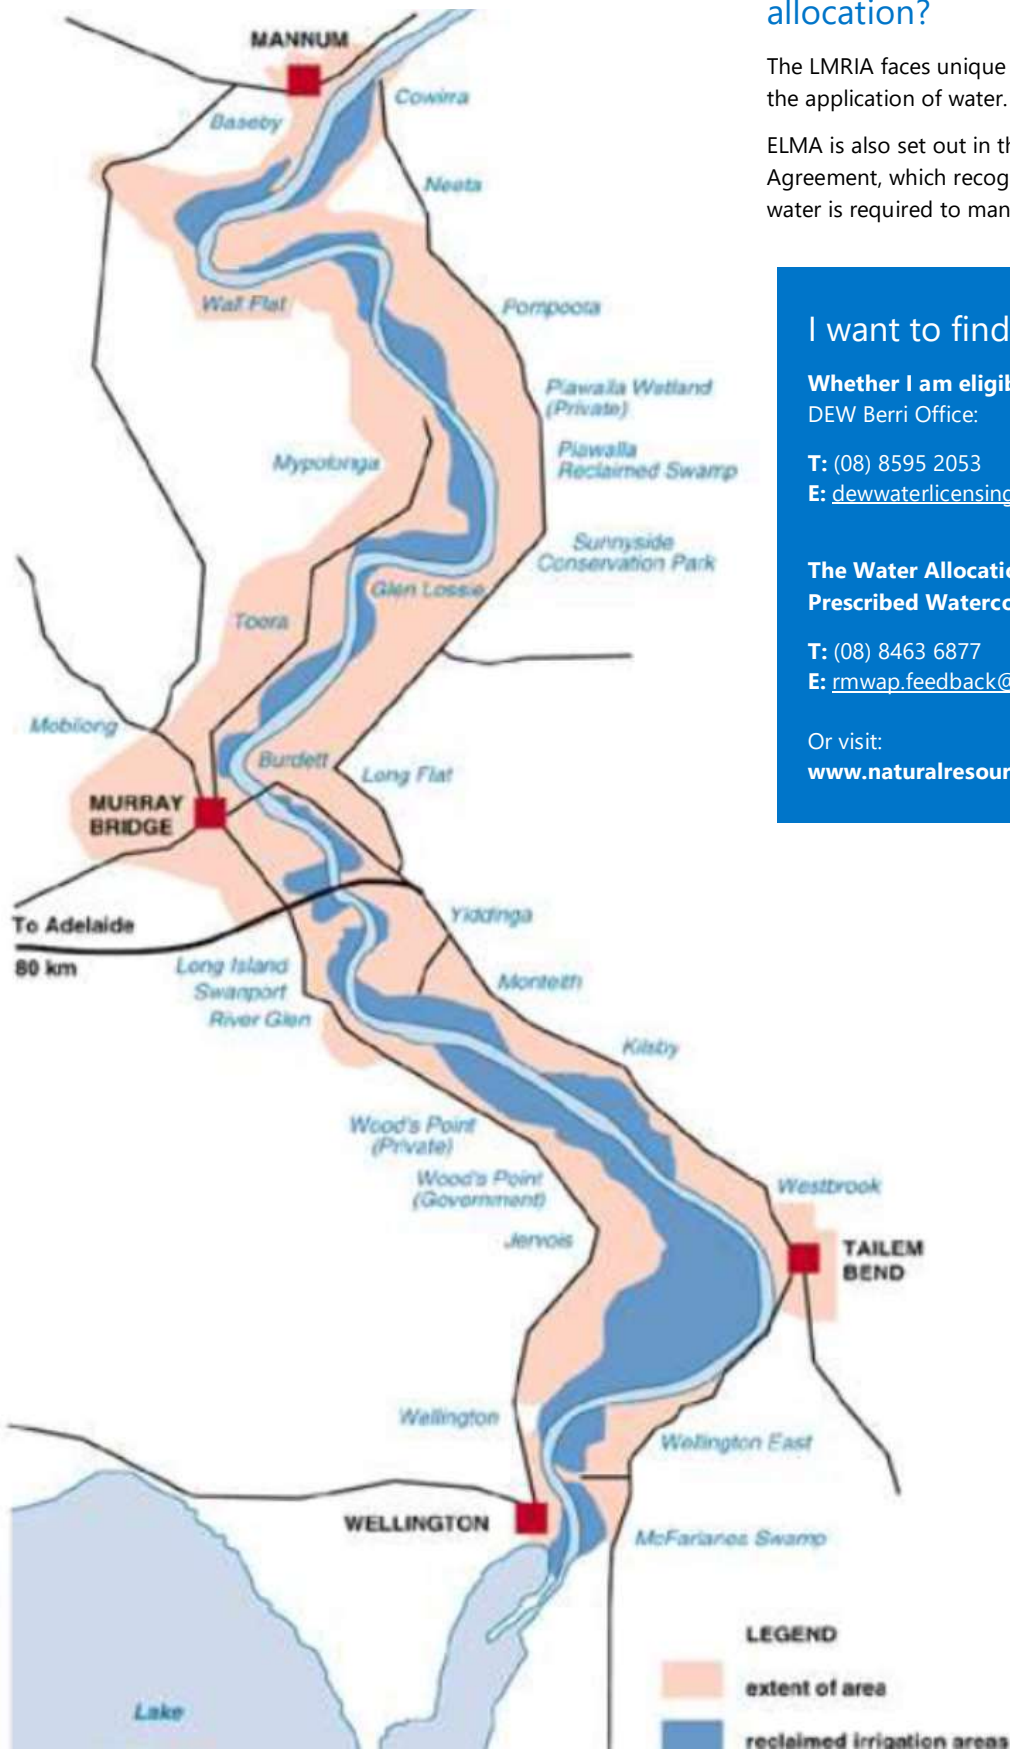 allocation?
The LMRIA faces unique
the application of water.
ELMA is also set out in th
Agreement, which recog
water is required to man
I want to find
Whether I am eligib
DEW Berri Office:
T: (08) 8595 2053
E: dewwaterlicensing
The Water Allocatio
Prescribed Waterco
T: (08) 8463 6877
E: rmwap.feedback@
Or visit:
www.naturalresour
MANNUM
Cowirra
Baseby
Neeta
Wall Flat
Pompoota
Piawalla Wetland
(Private)
Piawalla
Reclaimed Swamp
Mypolonga
Sunnyside
Conservation Park
Glen Lossie
Toora
Mobilong
Burdett
Long Flat
MURRAY
BRIDGE
To Adelaide
80 km
Yiddinga
Long Island
Swanport
River Glen
Monteith
Kilsby
Wood's Point
(Private)
Wood's Point
(Government)
Jervois
Westbrook
TAILEM
BEND
Wellington
Wellington East
WELLINGTON
McFarlanes Swamp
LEGEND
extent of area
reclaimed irrigation areas
Lake